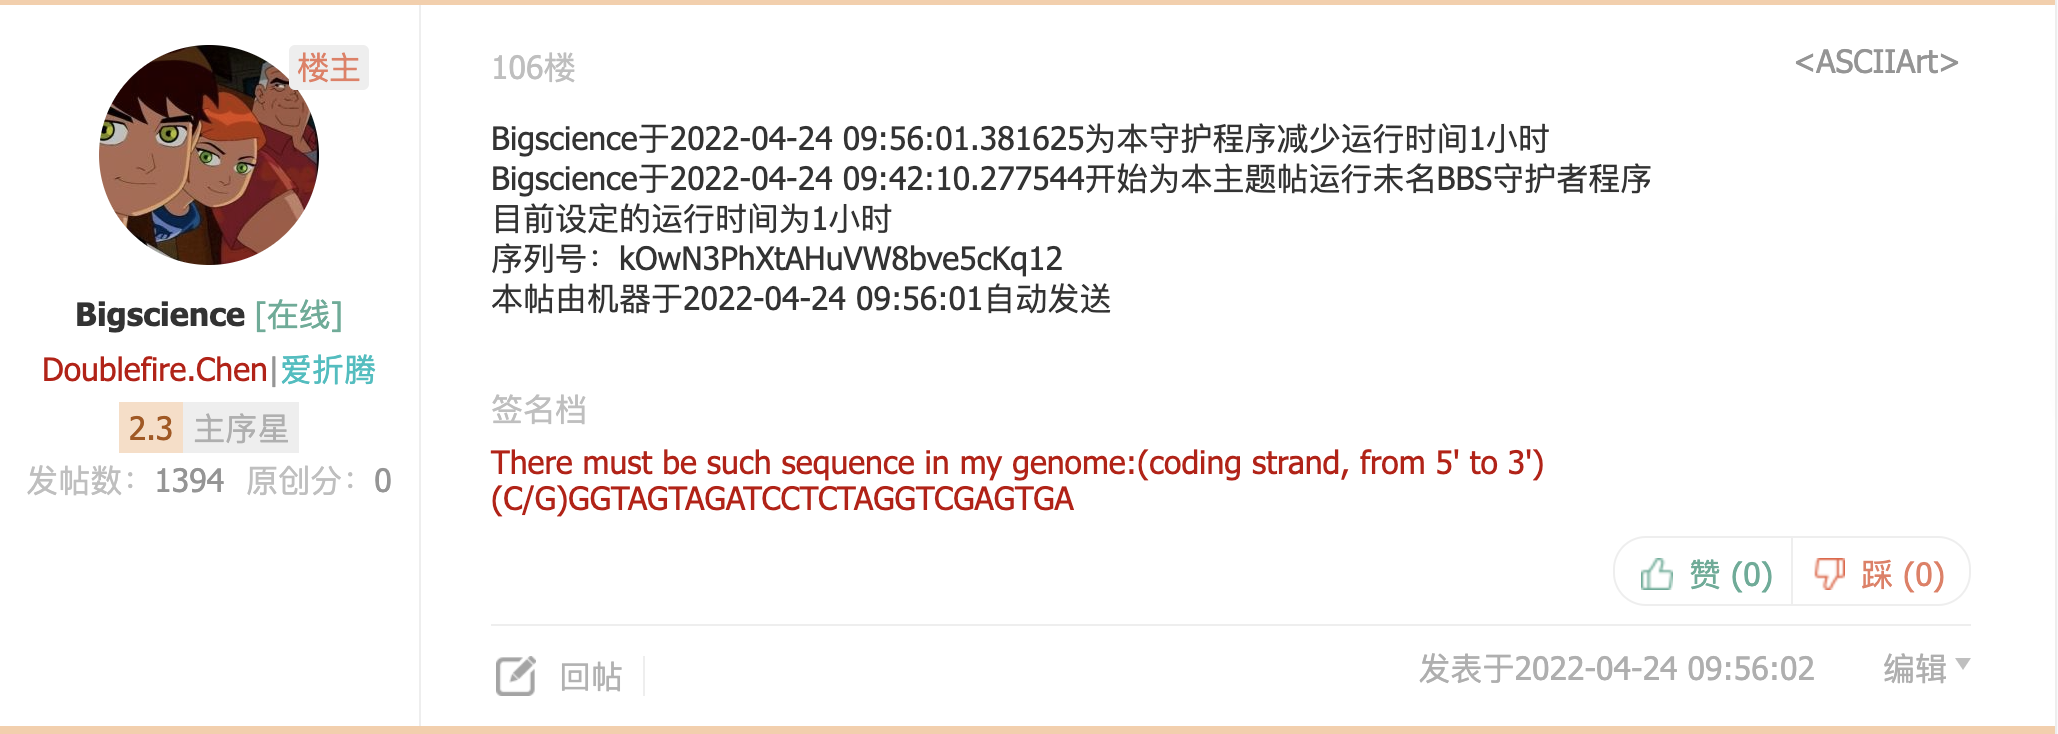 楼主
Bigscience [在线]
Doublefire.Chen|爱折腾
2.3 主序星
发帖数：1394 原创分：0
106楼
<ASCIIArt>
Bigscience于2022-04-24 09:56:01.381625为本守护程序减少运行时间1小时
Bigscience于2022-04-24 09:42:10.277544开始为本主题帖运行未名BBS守护者程序
目前设定的运行时间为1小时
序列号：kOwN3PhXtAHuVW8bve5cKq12
本帖由机器于2022-04-24 09:56:01自动发送
签名档
There must be such sequence in my genome:(coding strand, from 5' to 3')
(C/G)GGTAGTAGATCCTCTAGGTCGAGTGA
赞 (0) 踩 (0)
回帖
发表于2022-04-24 09:56:02 编辑